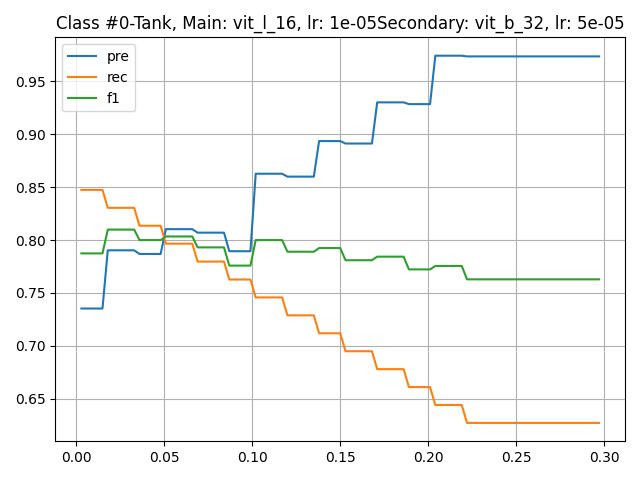 Class #0-Tank, Main: vit_l_16, lr: 1e-05Secondary: vit_b_32, lr: 5e-05
pre
rec
f1
0.95
0.90
0.85
0.80
0.75
0.70
0.65
0.00 0.05 0.10 0.15 0.20 0.25 0.30